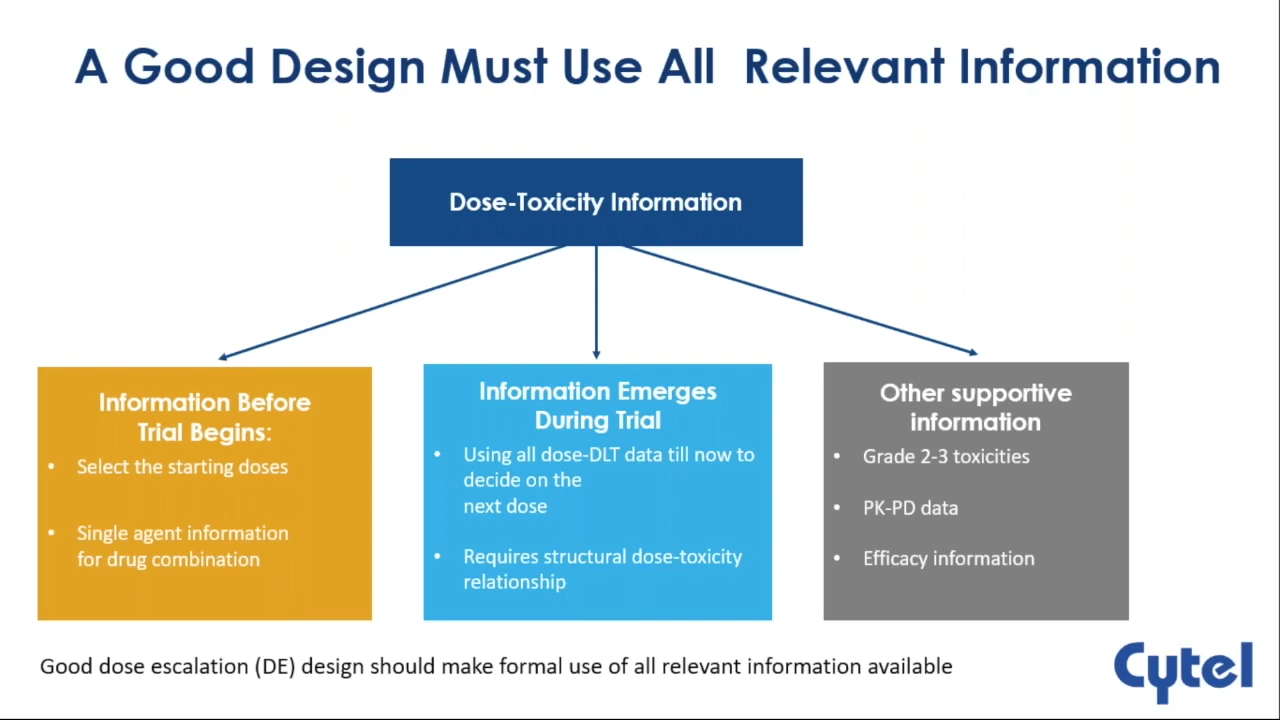 A Good Design Must Use All Relevant Information
Dose-Toxicity Information
Information Before
Trial Begins:
• Select the starting doses
• Single agent information
for drug combination
Information Emerges
During Trial
• Using all dose-DLT data till now to
decide on the
next dose
• Requires structural dose-toxicity
relationship
Other supportive
information
• Grade 2-3 toxicities
• PK-PD data
• Efficacy information
Good dose escalation (DE) design should make formal use of all relevant information available
Cytel